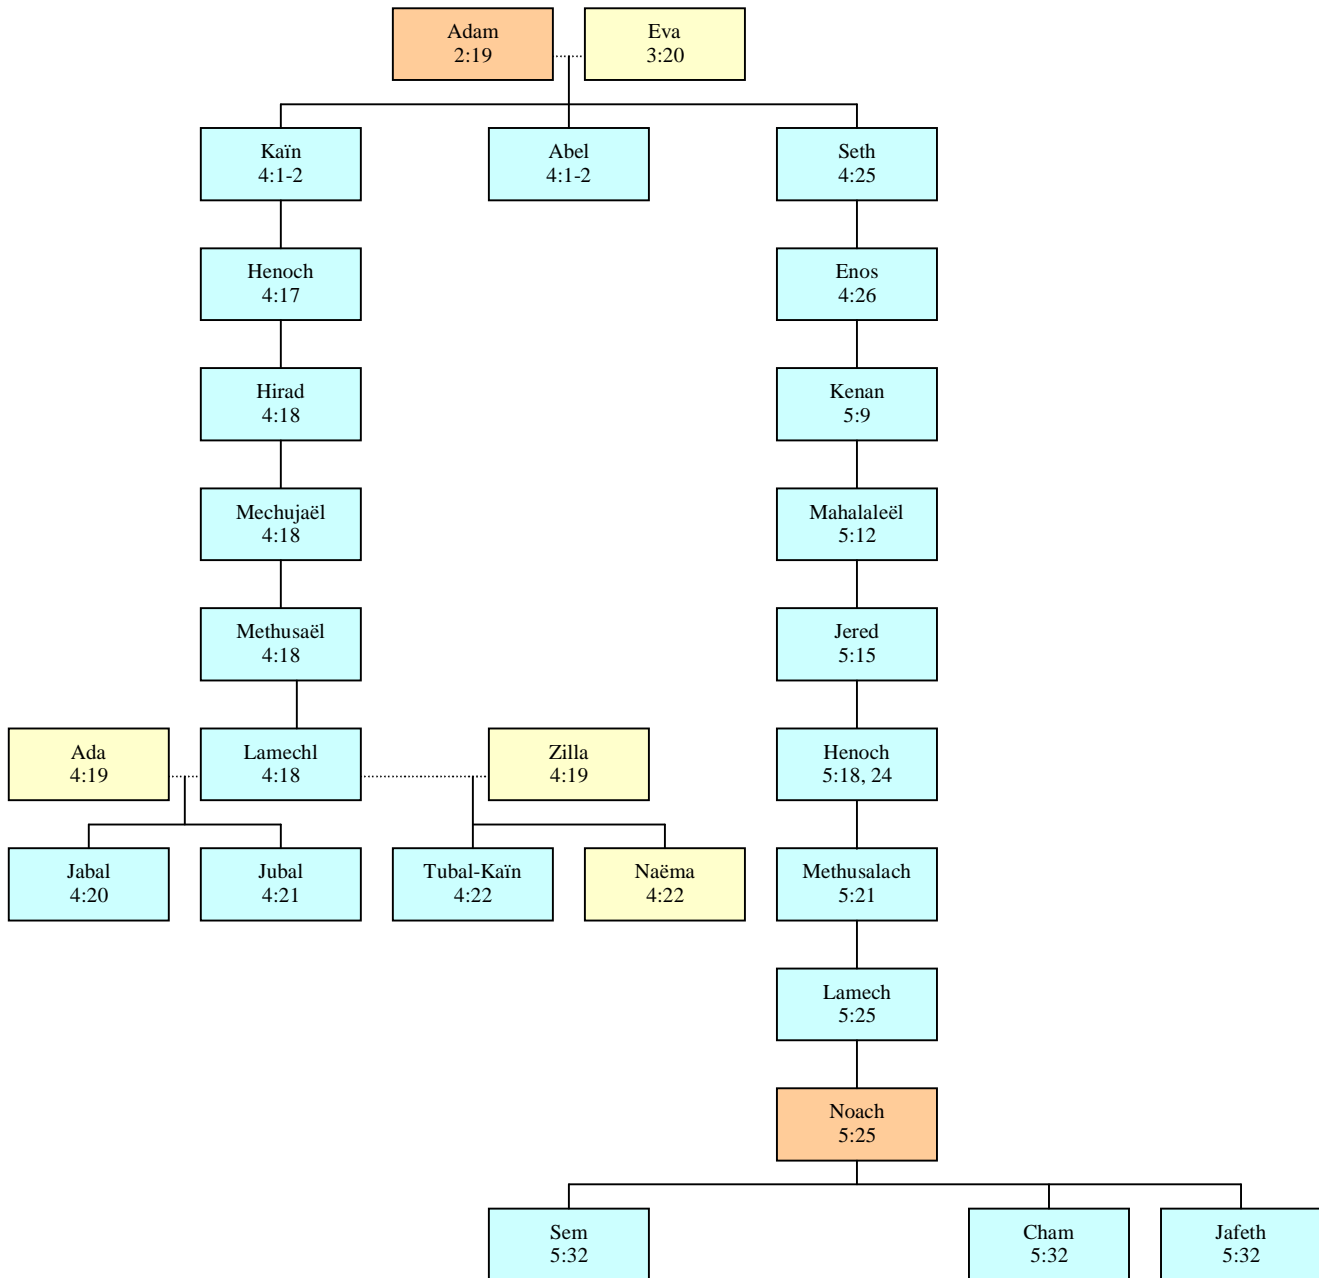 Adam
2:19
Eva
3:20
Kaïn
4:1-2
Abel
4:1-2
Seth
4:25
Henoch
4:17
Enos
4:26
Hirad
4:18
Kenan
5:9
Mechujaël
4:18
Mahalaleël
5:12
Methusaël
4:18
Jered
5:15
Ada
4:19
Lamechl
4:18
Zilla
4:19
Henoch
5:18, 24
Jabal
4:20
Jubal
4:21
Tubal-Kaïn
4:22
Naëma
4:22
Methusalach
5:21
Lamech
5:25
Noach
5:25
Sem
5:32
Cham
5:32
Jafeth
5:32